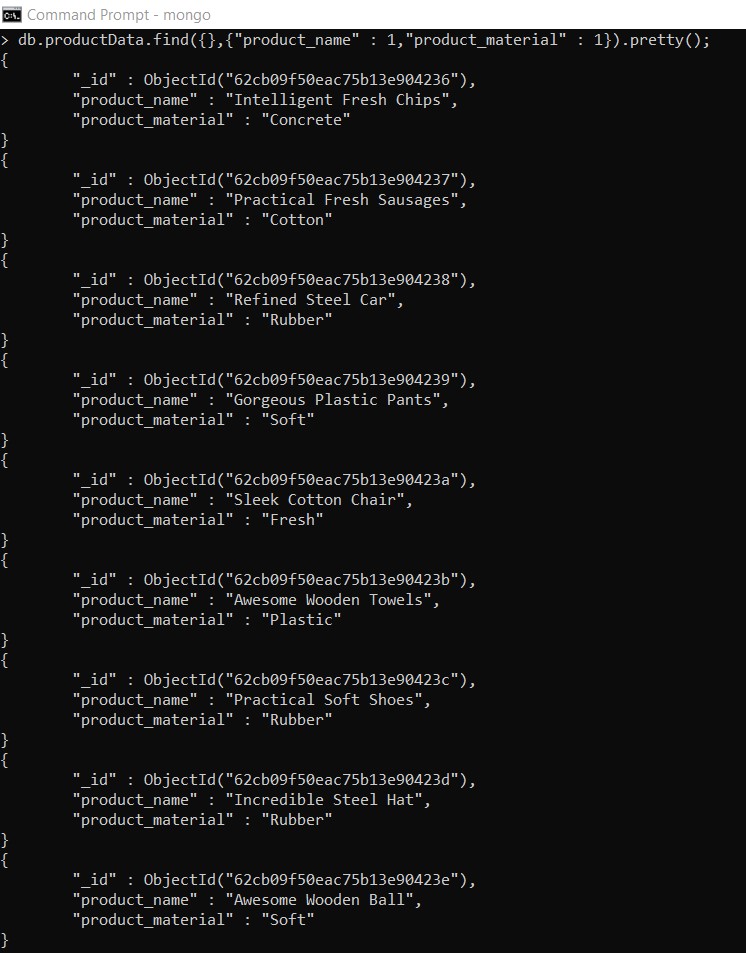 Command Prompt - mongo
> db.productData.find({},{"product_name" : 1,"product_material" : 1}).pretty();
{
"_id" : ObjectId("62cb09f50eac75b13e904236"),
"product_name" : "Intelligent Fresh Chips",
"product_material" : "Concrete"
}
{
"_id" : ObjectId("62cb09f50eac75b13e904237"),
"product_name" : "Practical Fresh Sausages",
"product_material" : "Cotton"
}
{
"_id" : ObjectId("62cb09f50eac75b13e904238"),
"product_name" : "Refined Steel Car",
"product_material" : "Rubber"
}
{
"_id" : ObjectId("62cb09f50eac75b13e904239"),
"product_name" : "Gorgeous Plastic Pants",
"product_material" : "Soft"
}
{
"_id" : ObjectId("62cb09f50eac75b13e90423a"),
"product_name" : "Sleek Cotton Chair",
"product_material" : "Fresh"
}
{
"_id" : ObjectId("62cb09f50eac75b13e90423b"),
"product_name" : "Awesome Wooden Towels",
"product_material" : "Plastic"
}
{
"_id" : ObjectId("62cb09f50eac75b13e90423c"),
"product_name" : "Practical Soft Shoes",
"product_material" : "Rubber"
}
{
"_id" : ObjectId("62cb09f50eac75b13e90423d"),
"product_name" : "Incredible Steel Hat",
"product_material" : "Rubber"
}
{
"_id" : ObjectId("62cb09f50eac75b13e90423e"),
"product_name" : "Awesome Wooden Ball",
"product_material" : "Soft"
}